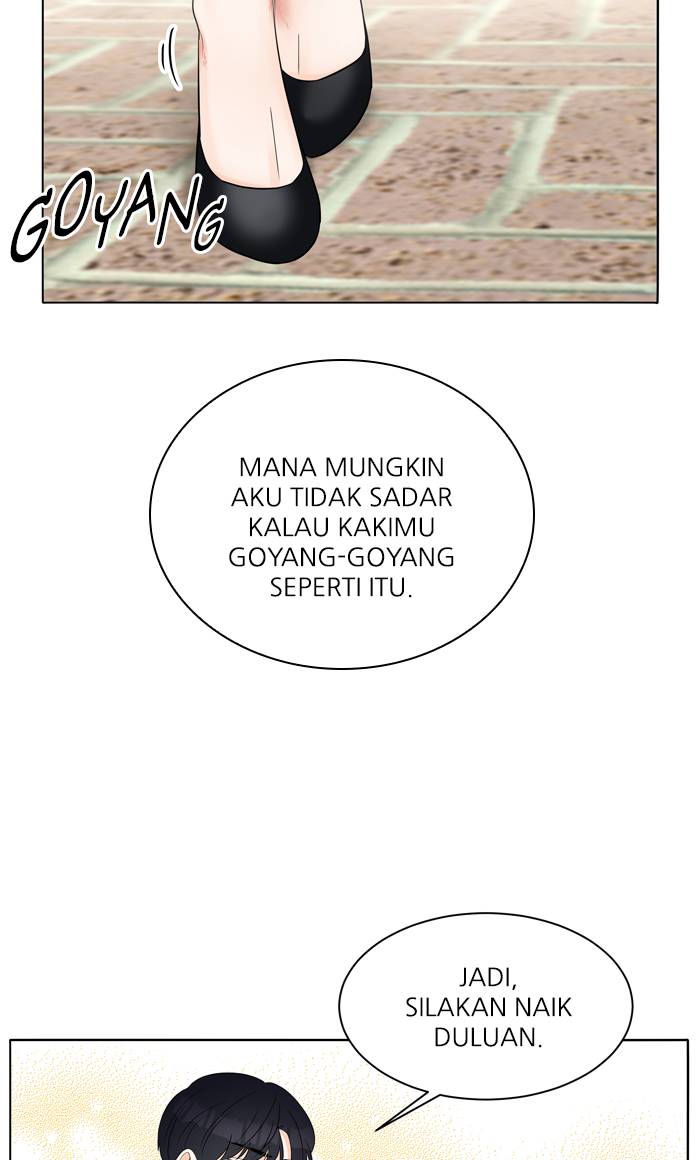 GOYANG
MANA MUNGKIN
AKU TIDAK SADAR
KALAU KAKIMU
GOYANG-GOYANG
SEPERTI ITU.
JADI,
SILAKAN NAIK
DULUAN.